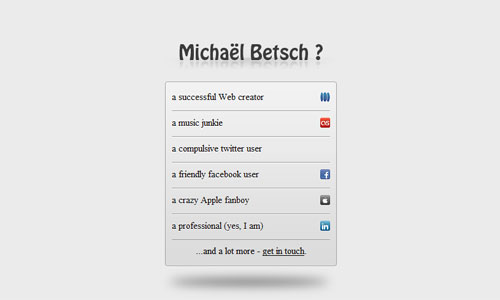 Michaël Betsch ?
a successful Web creator
a music junkie
a compulsive twitter user
a friendly facebook user
a crazy Apple fanboy
a professional (yes, I am)
...and a lot more - get in touch.